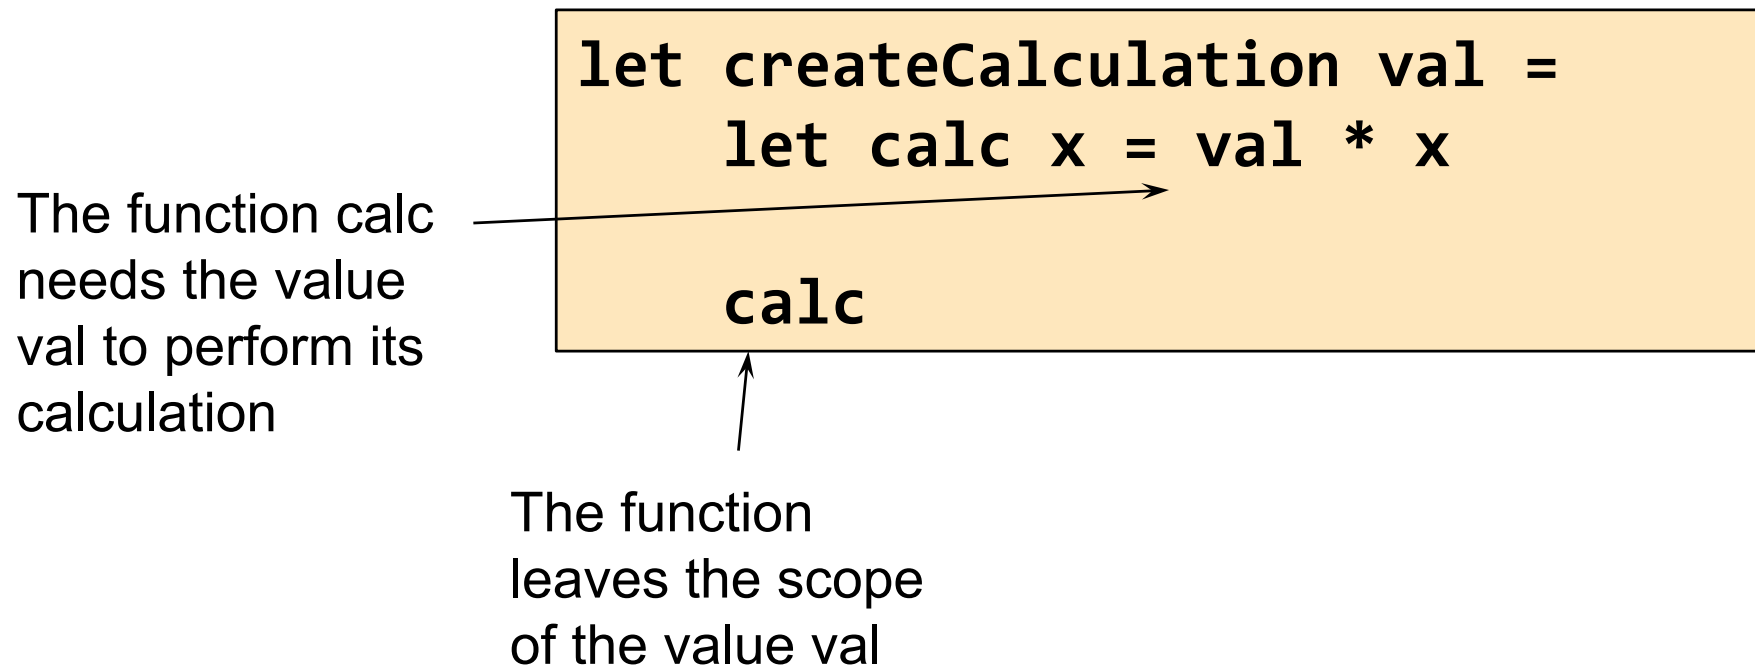 let createCalculation val =
let calc x = val * x
calc
The function calc
needs the value
val to perform its
calculation
The function
leaves the scope
of the value val